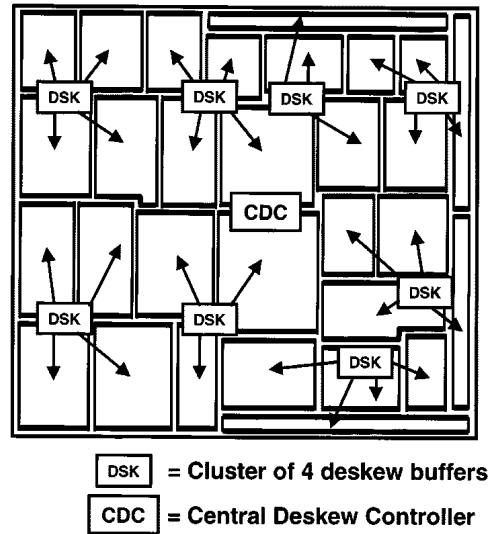 DSK
DSK
DSK
DSK
CDC
DSK
DSK
DSK
DSK
DSK = Cluster of 4 deskew buffers
CDC = Central Deskew Controller